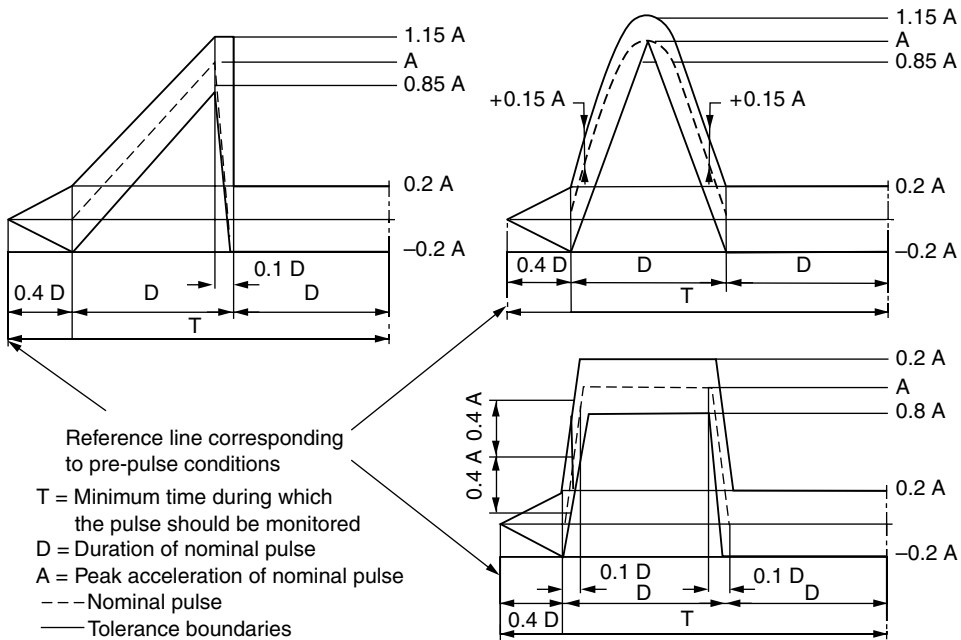 1.15 A
A
0.85 A
0.2 A
–0.2 A
0.1 D
0.4 D
D
D
T
1.15 A
A
0.85 A
+0.15 A
+0.15 A
0.2 A
–0.2 A
0.4 D
D
D
T
Reference line corresponding
to pre-pulse conditions
T = Minimum time during which
the pulse should be monitored
D = Duration of nominal pulse
A = Peak acceleration of nominal pulse
Nominal pulse
Tolerance boundaries
0.2 A
A
0.8 A
0.4 A
0.4 A
0.2 A
–0.2 A
0.1 D
0.1 D
0.4 D
D
D
T